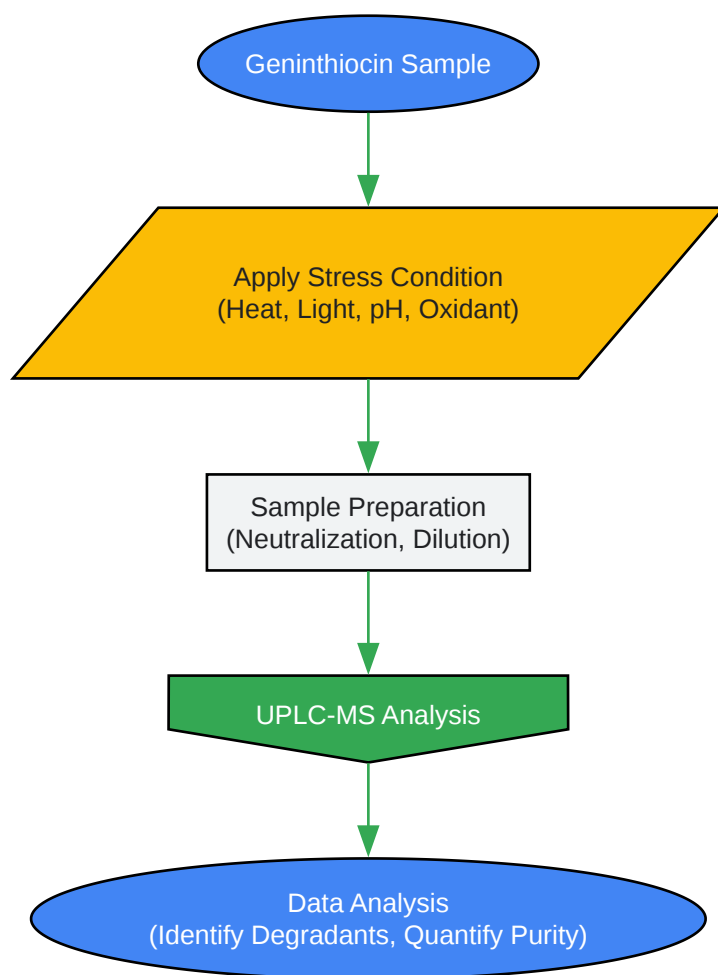 Geninthiocin Sample
Apply Stress Condition
(Heat, Light, pH, Oxidant)
Sample Preparation
(Neutralization, Dilution)
UPLC-MS Analysis
Data Analysis
(Identify Degradants, Quantify Purity)